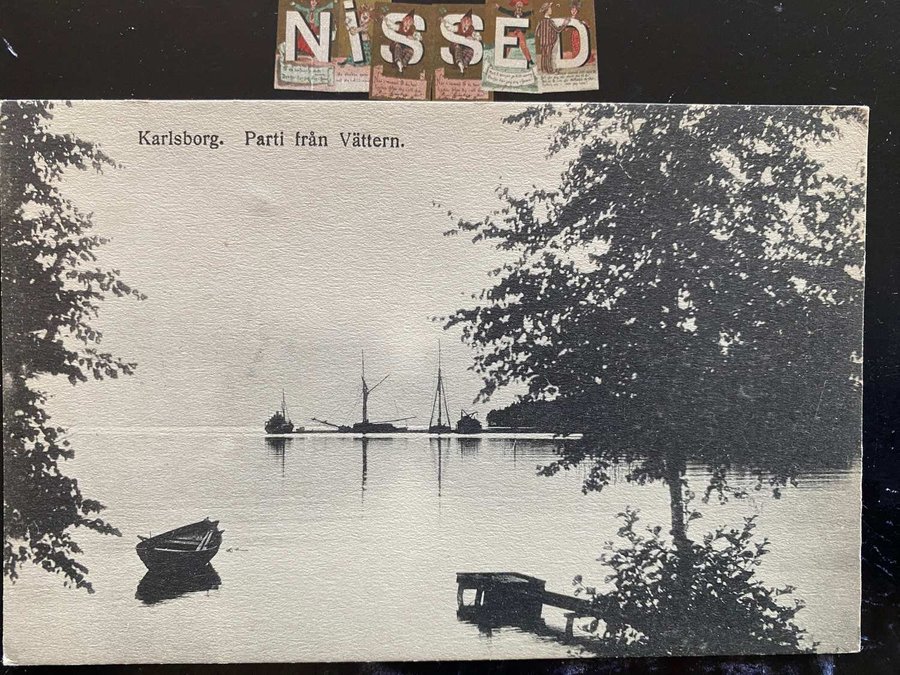 NISSED
Karlsborg. Parti från Vättern.